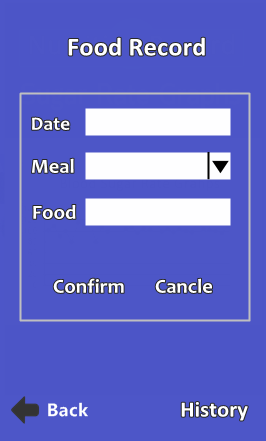 Food Record
Date
Meal
Food
Confirm Cancle
Back History